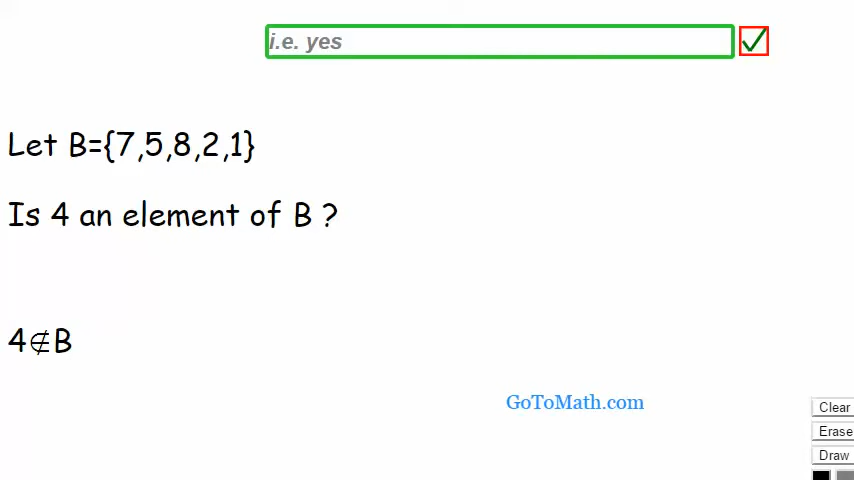 i.e. yes
Let B={7,5,8,2,1}
Is 4 an element of B ?
4∉B
GoToMath.com
Clear
Erase
Draw